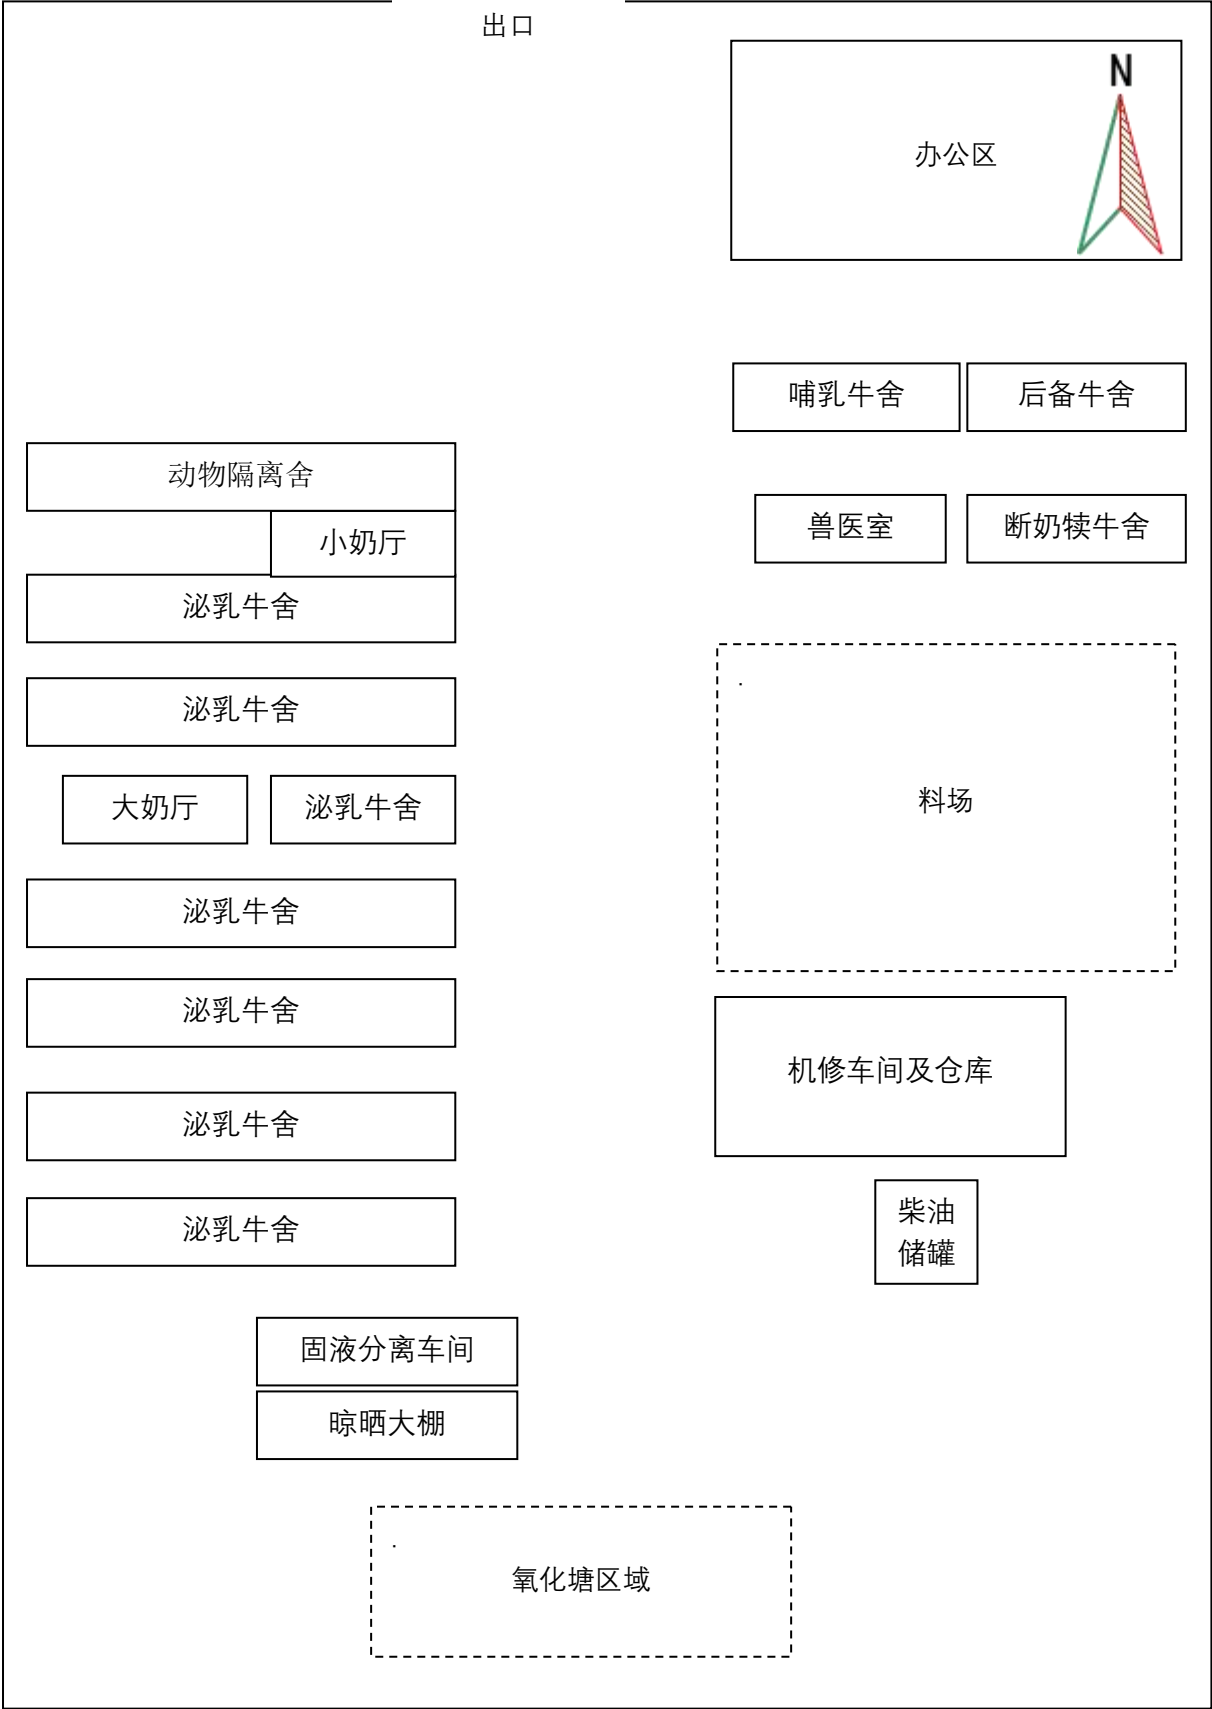 出口
N
办公区
哺乳牛舍
后备牛舍
动物隔离舍
兽医室
断奶犊牛舍
小奶厅
泌乳牛舍
泌乳牛舍
大奶厅
泌乳牛舍
料场
泌乳牛舍
泌乳牛舍
机修车间及仓库
泌乳牛舍
泌乳牛舍
柴油
储罐
固液分离车间
晾晒大棚
氧化塘区域